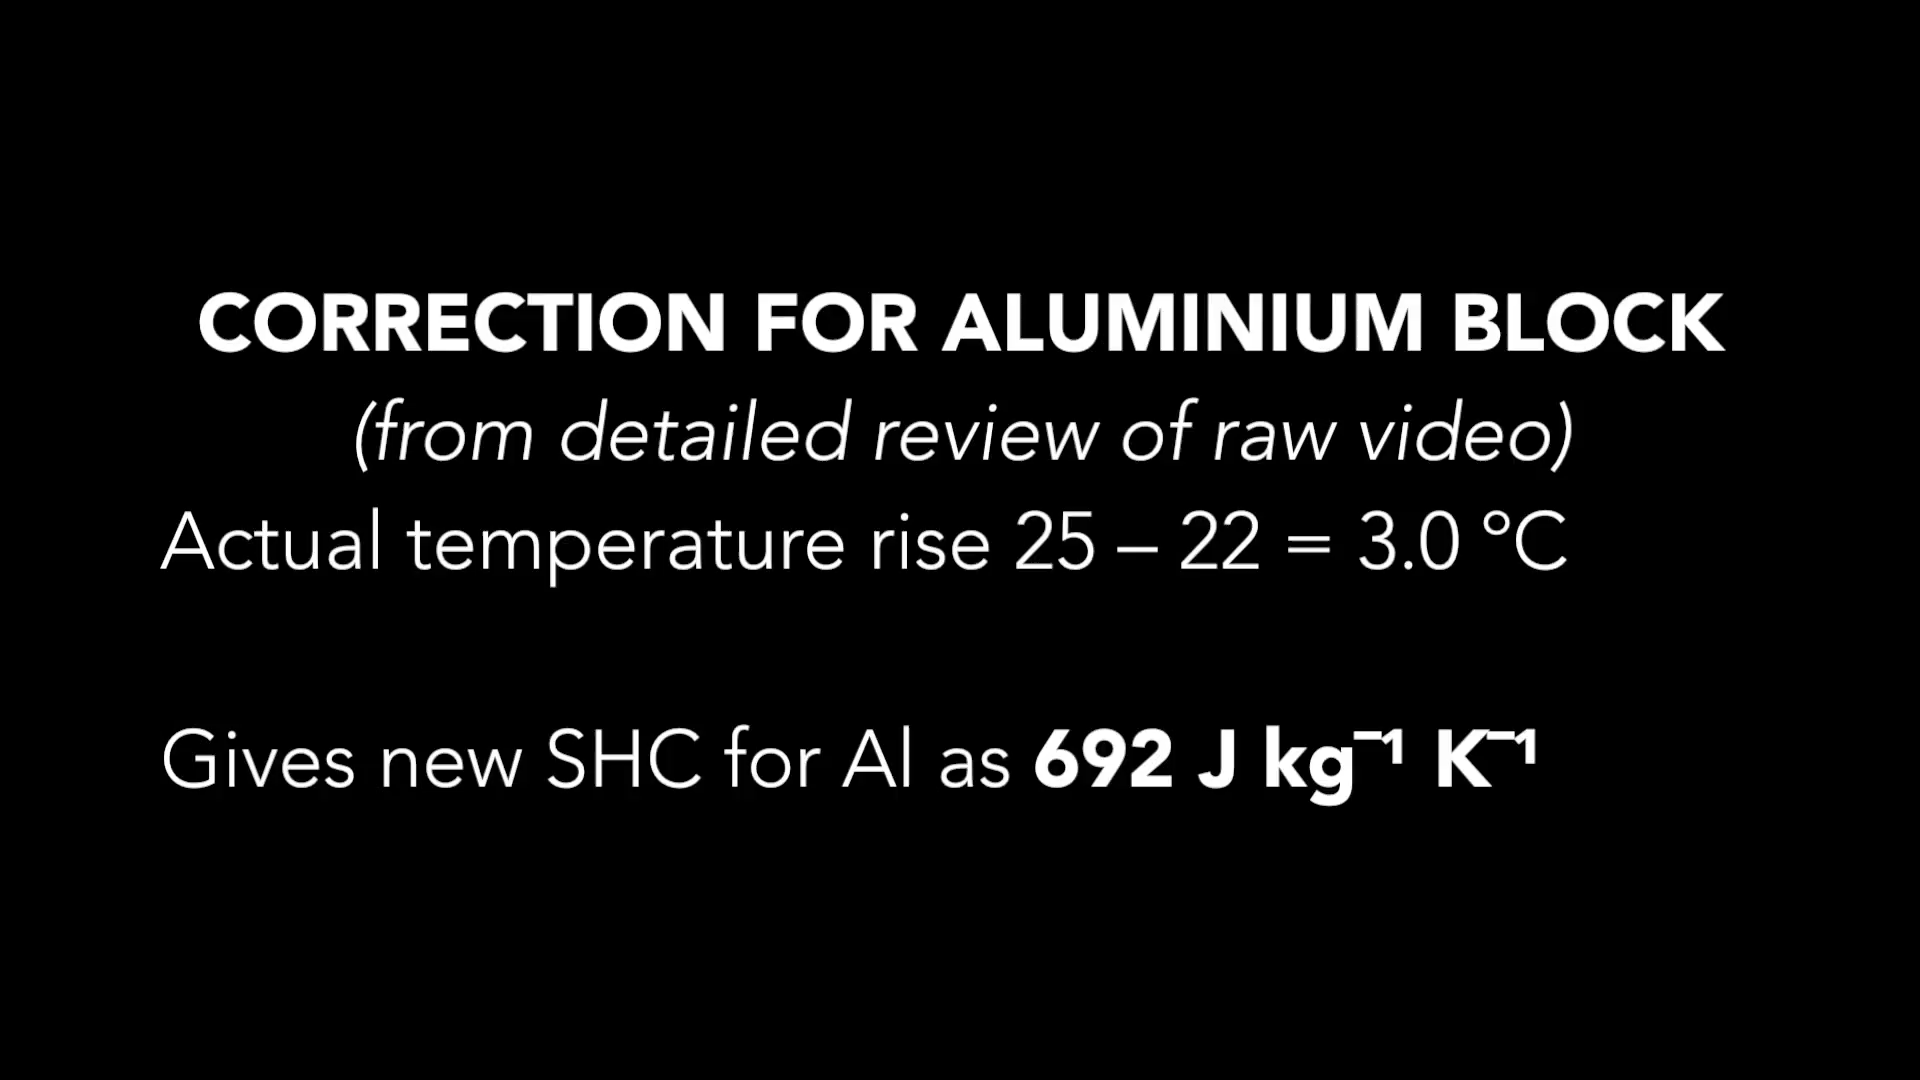 CORRECTION FOR ALUMINIUM BLOCK
(from detailed review of raw video)
Actual temperature rise 25 – 22 = 3.0 °C
Gives new SHC for Al as 692 J kg⁻¹ K⁻¹